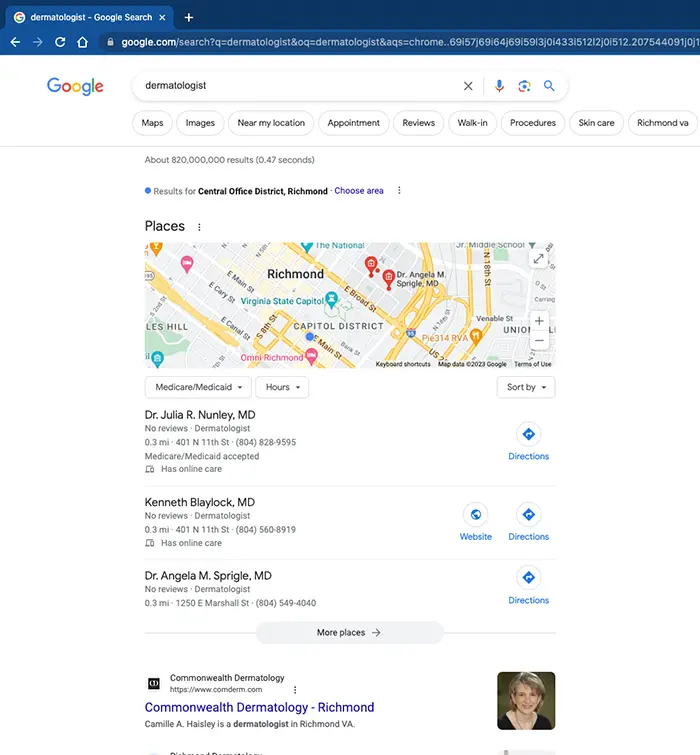 dermatologist - Google Search
google.com/search?q=dermatologist&oq=dermatologist&aqs=chrome..69i57j69i64j69i59l3j0i433i512l2j0i512.207544091j0j1
Google
dermatologist
Maps
Images
Near my location
Appointment
Reviews
Walk-in
Procedures
Skin care
Richmond va
About 820,000,000 results (0.47 seconds)
Results for Central Office District, Richmond · Choose area
Places
The National
Jr. Middle School
Richmond
Dr. Angela M.
Sprigle, MD
N 18th St
E Main St
E Cary St
E Broad St
Carring
Virginia State Capitol
S 2nd St
LES HILL
E Canal St
S 8th St
CAPITOL DISTRICT
Venable St
UNION
95
Pie314 RVA
E Main St
Bank St
Omni Richmond
Keyboard shortcuts
Map data ©2023 Google
Terms of Use
Medicare/Medicaid
Hours
Sort by
Dr. Julia R. Nunley, MD
No reviews · Dermatologist
0.3 mi · 401 N 11th St · (804) 828-9595
Medicare/Medicaid accepted
Has online care
Directions
Kenneth Blaylock, MD
No reviews · Dermatologist
0.3 mi · 401 N 11th St · (804) 560-8919
Has online care
Website
Directions
Dr. Angela M. Sprigle, MD
No reviews · Dermatologist
0.3 mi · 1250 E Marshall St · (804) 549-4040
Directions
More places
Commonwealth Dermatology
https://www.comderm.com
Commonwealth Dermatology - Richmond
Camille A. Haisley is a dermatologist in Richmond VA.